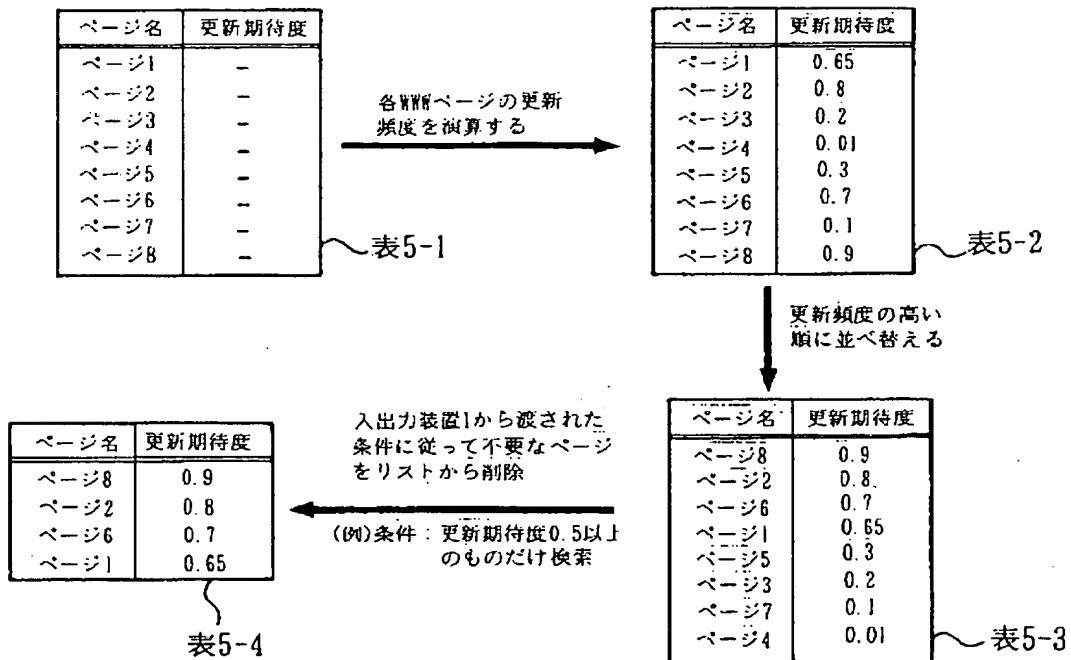 ページ名 更新期待度
ページ1 −
ページ2 −
ページ3 −
ページ4 −
ページ5 −
ページ6 −
ページ7 −
ページ8 −
表5-1
各WWWページの更新
頻度を演算する
ページ名 更新期待度
ページ1 0.65
ページ2 0.8
ページ3 0.2
ページ4 0.01
ページ5 0.3
ページ6 0.7
ページ7 0.1
ページ8 0.9
表5-2
更新頻度の高い
順に並べ替える
ページ名 更新期待度
ページ8 0.9
ページ2 0.8
ページ6 0.7
ページ1 0.65
ページ5 0.3
ページ3 0.2
ページ7 0.1
ページ4 0.01
表5-3
入出力装置1から渡された
条件に従って不要なページ
をリストから削除
(例)条件：更新期待度0.5以上
のものだけ検索
ページ名 更新期待度
ページ8 0.9
ページ2 0.8
ページ6 0.7
ページ1 0.65
表5-4